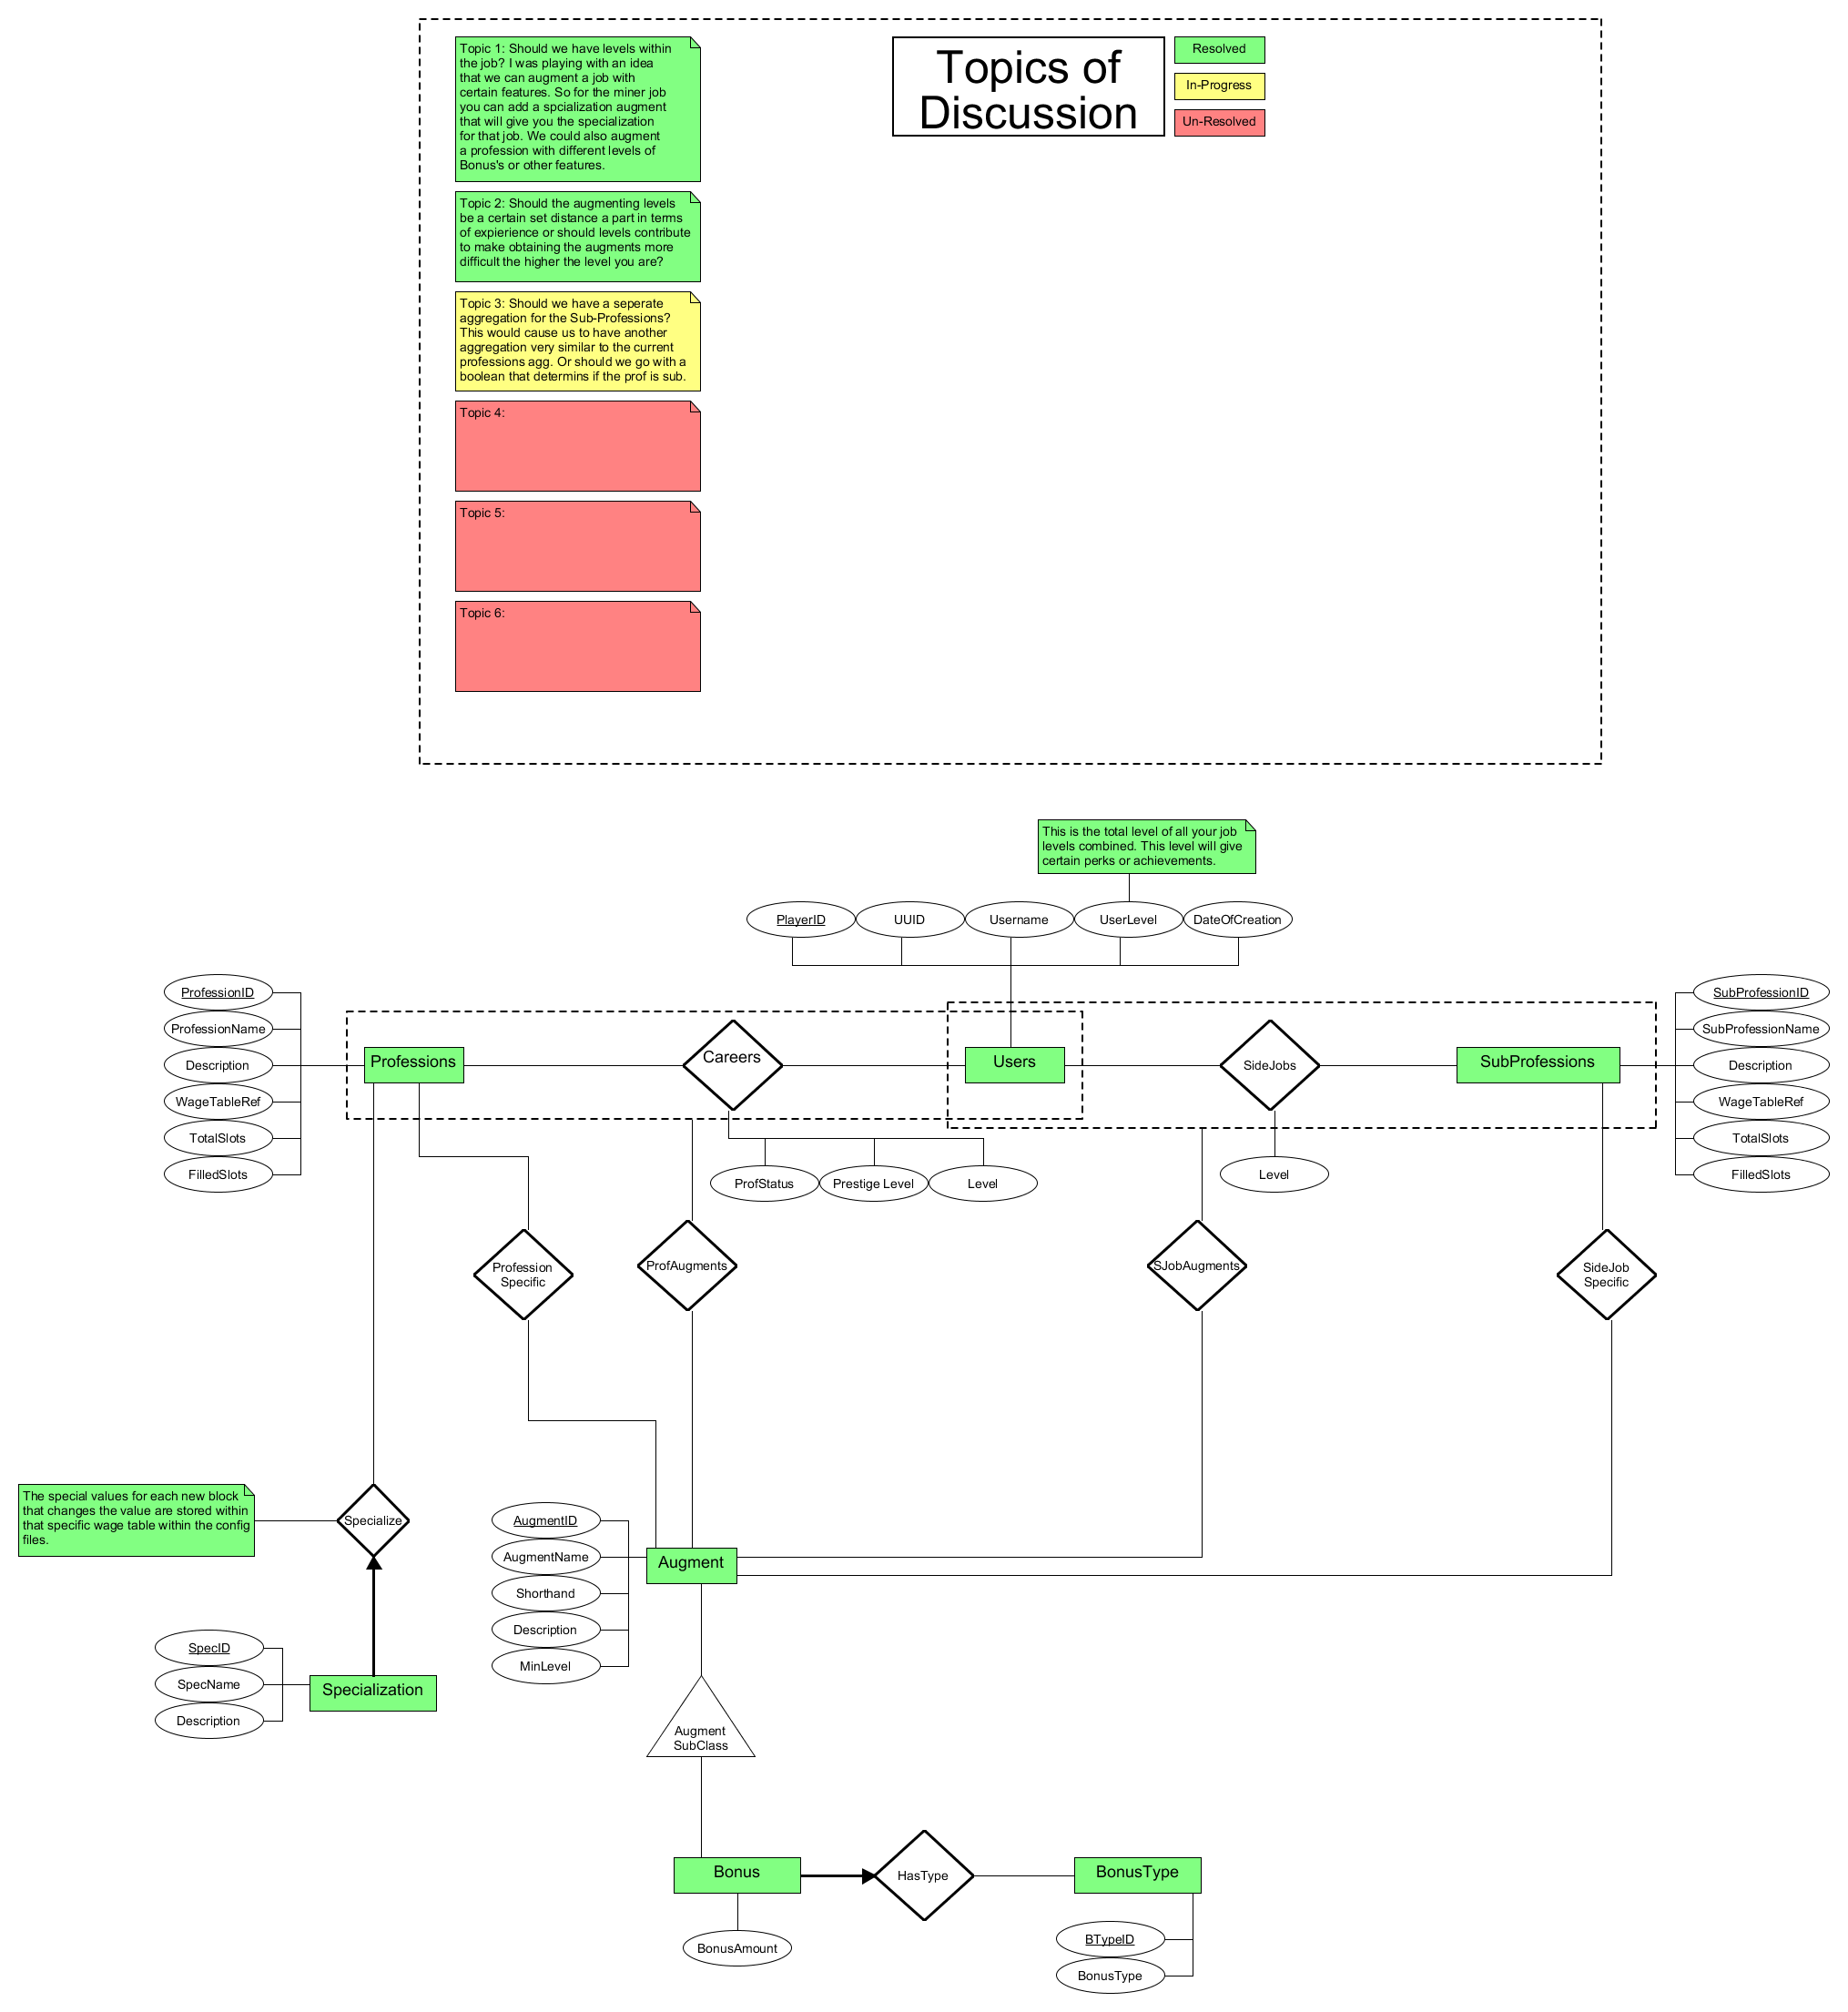 Topic 1: Should we have levels within
the job? I was playing with an idea
that we can augment a job with
certain features. So for the miner job
you can add a spcialization augment
that will give you the specialization
for that job. We could also augment
a profession with different levels of
Bonus's or other features.
Topics of
Discussion
Resolved
In-Progress
Un-Resolved
Topic 2: Should the augmenting levels
be a certain set distance a part in terms
of expierience or should levels contribute
to make obtaining the augments more
difficult the higher the level you are?
Topic 3: Should we have a seperate
aggregation for the Sub-Professions?
This would cause us to have another
aggregation very similar to the current
professions agg. Or should we go with a
boolean that determins if the prof is sub.
Topic 4:
Topic 5:
Topic 6:
This is the total level of all your job
levels combined. This level will give
certain perks or achievements.
PlayerID
UUID
Username
UserLevel
DateOfCreation
ProfessionID
ProfessionName
Description
WageTableRef
TotalSlots
FilledSlots
Professions
Careers
Users
SideJobs
SubProfessions
SubProfessionID
SubProfessionName
Description
WageTableRef
TotalSlots
FilledSlots
ProfStatus
Prestige Level
Level
Level
Profession
Specific
ProfAugments
SJobAugments
SideJob
Specific
The special values for each new block
that changes the value are stored within
that specific wage table within the config
files.
Specialize
AugmentID
AugmentName
Shorthand
Description
MinLevel
Augment
SpecID
SpecName
Description
Specialization
Augment
SubClass
Bonus
HasType
BonusType
BonusAmount
BTypeID
BonusType